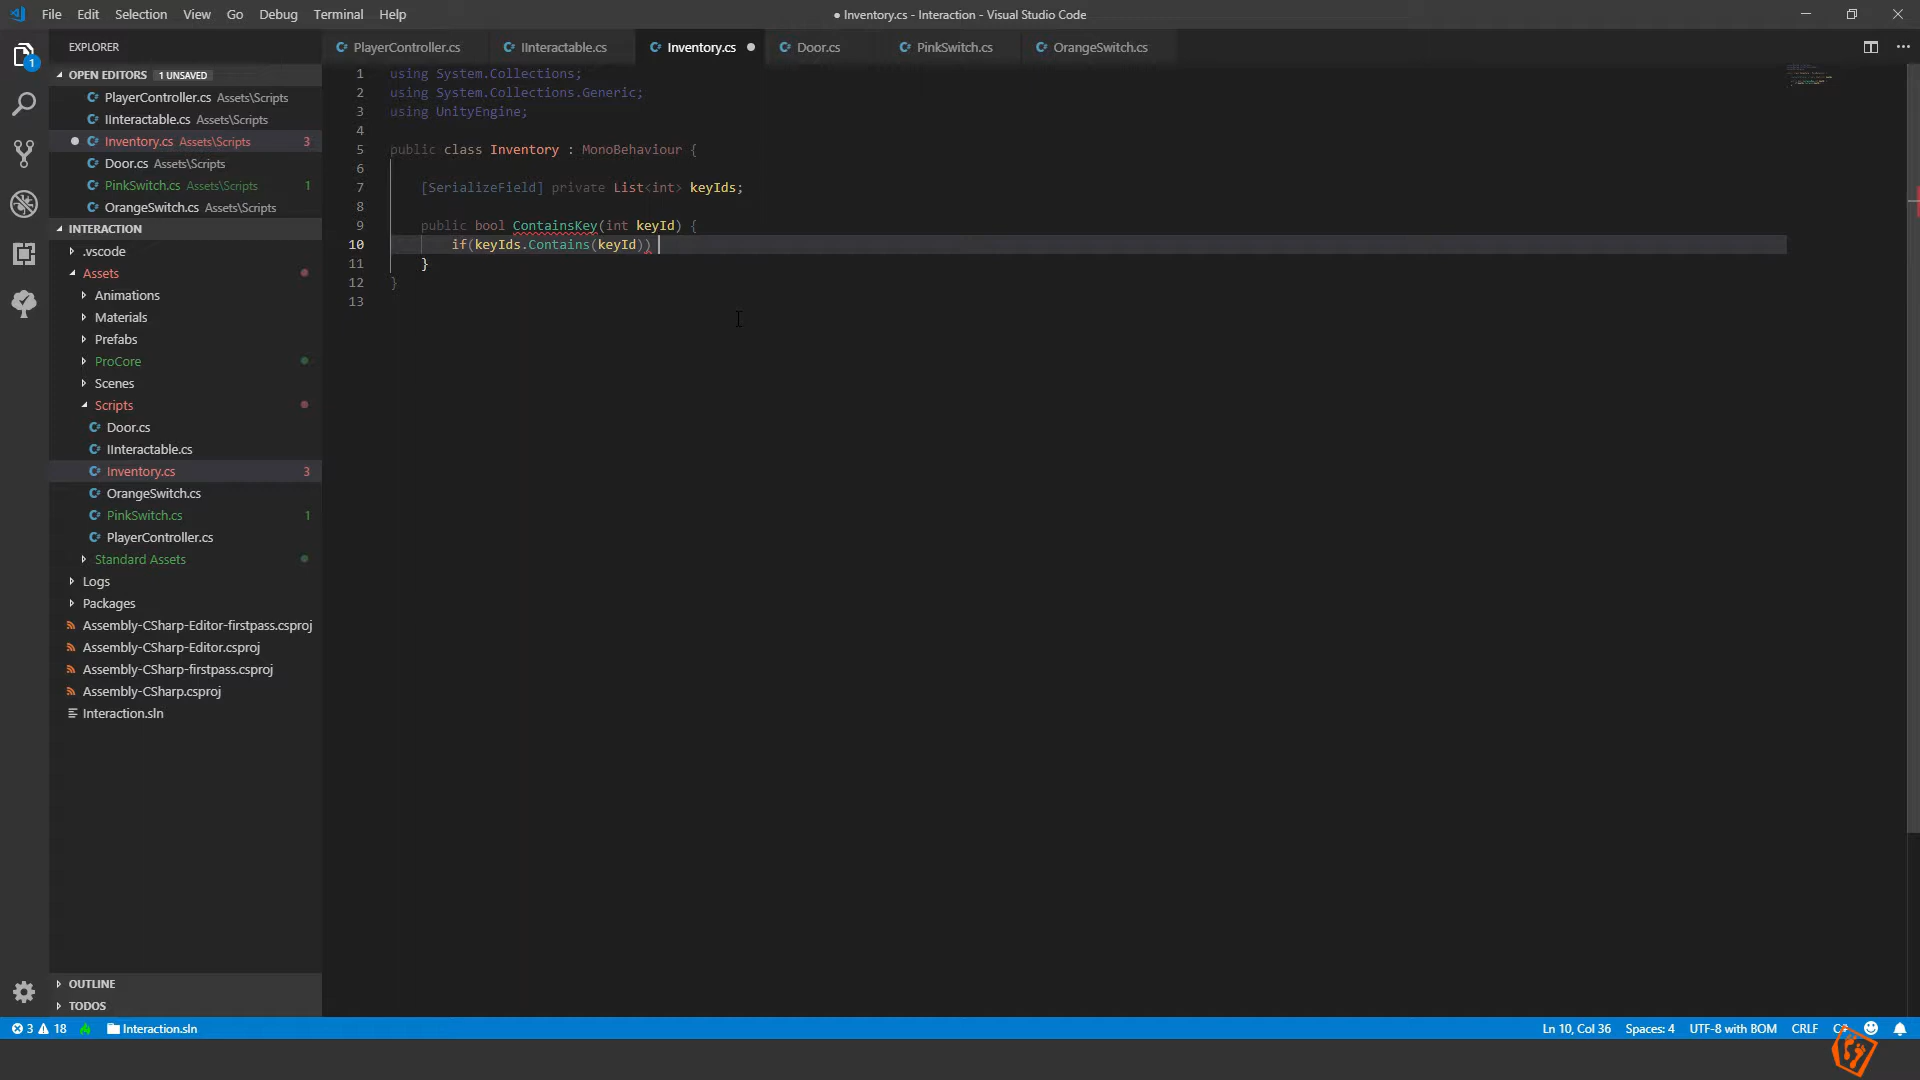 File Edit Selection View Go Debug Terminal Help
● Inventory.cs - Interaction - Visual Studio Code
EXPLORER
PlayerController.cs IInteractable.cs Inventory.cs ● Door.cs PinkSwitch.cs OrangeSwitch.cs
1
OPEN EDITORS 1 UNSAVED
PlayerController.cs Assets\Scripts
IInteractable.cs Assets\Scripts
Inventory.cs Assets\Scripts 3
Door.cs Assets\Scripts
PinkSwitch.cs Assets\Scripts 1
OrangeSwitch.cs Assets\Scripts
INTERACTION
.vscode
Assets
Animations
Materials
Prefabs
ProCore
Scenes
Scripts
Door.cs
IInteractable.cs
Inventory.cs 3
OrangeSwitch.cs
PinkSwitch.cs 1
PlayerController.cs
Standard Assets
Logs
Packages
Assembly-CSharp-Editor-firstpass.csproj
Assembly-CSharp-Editor.csproj
Assembly-CSharp-firstpass.csproj
Assembly-CSharp.csproj
Interaction.sln
OUTLINE
TODOS
1 using System.Collections;
2 using System.Collections.Generic;
3 using UnityEngine;
4
5 public class Inventory : MonoBehaviour {
6
7 [SerializeField] private List<int> keyIds;
8
9 public bool ContainsKey(int keyId) {
10 if(keyIds.Contains(keyId))
11 }
12 }
13
3 18 Interaction.sln
Ln 10, Col 36 Spaces: 4 UTF-8 with BOM CRLF